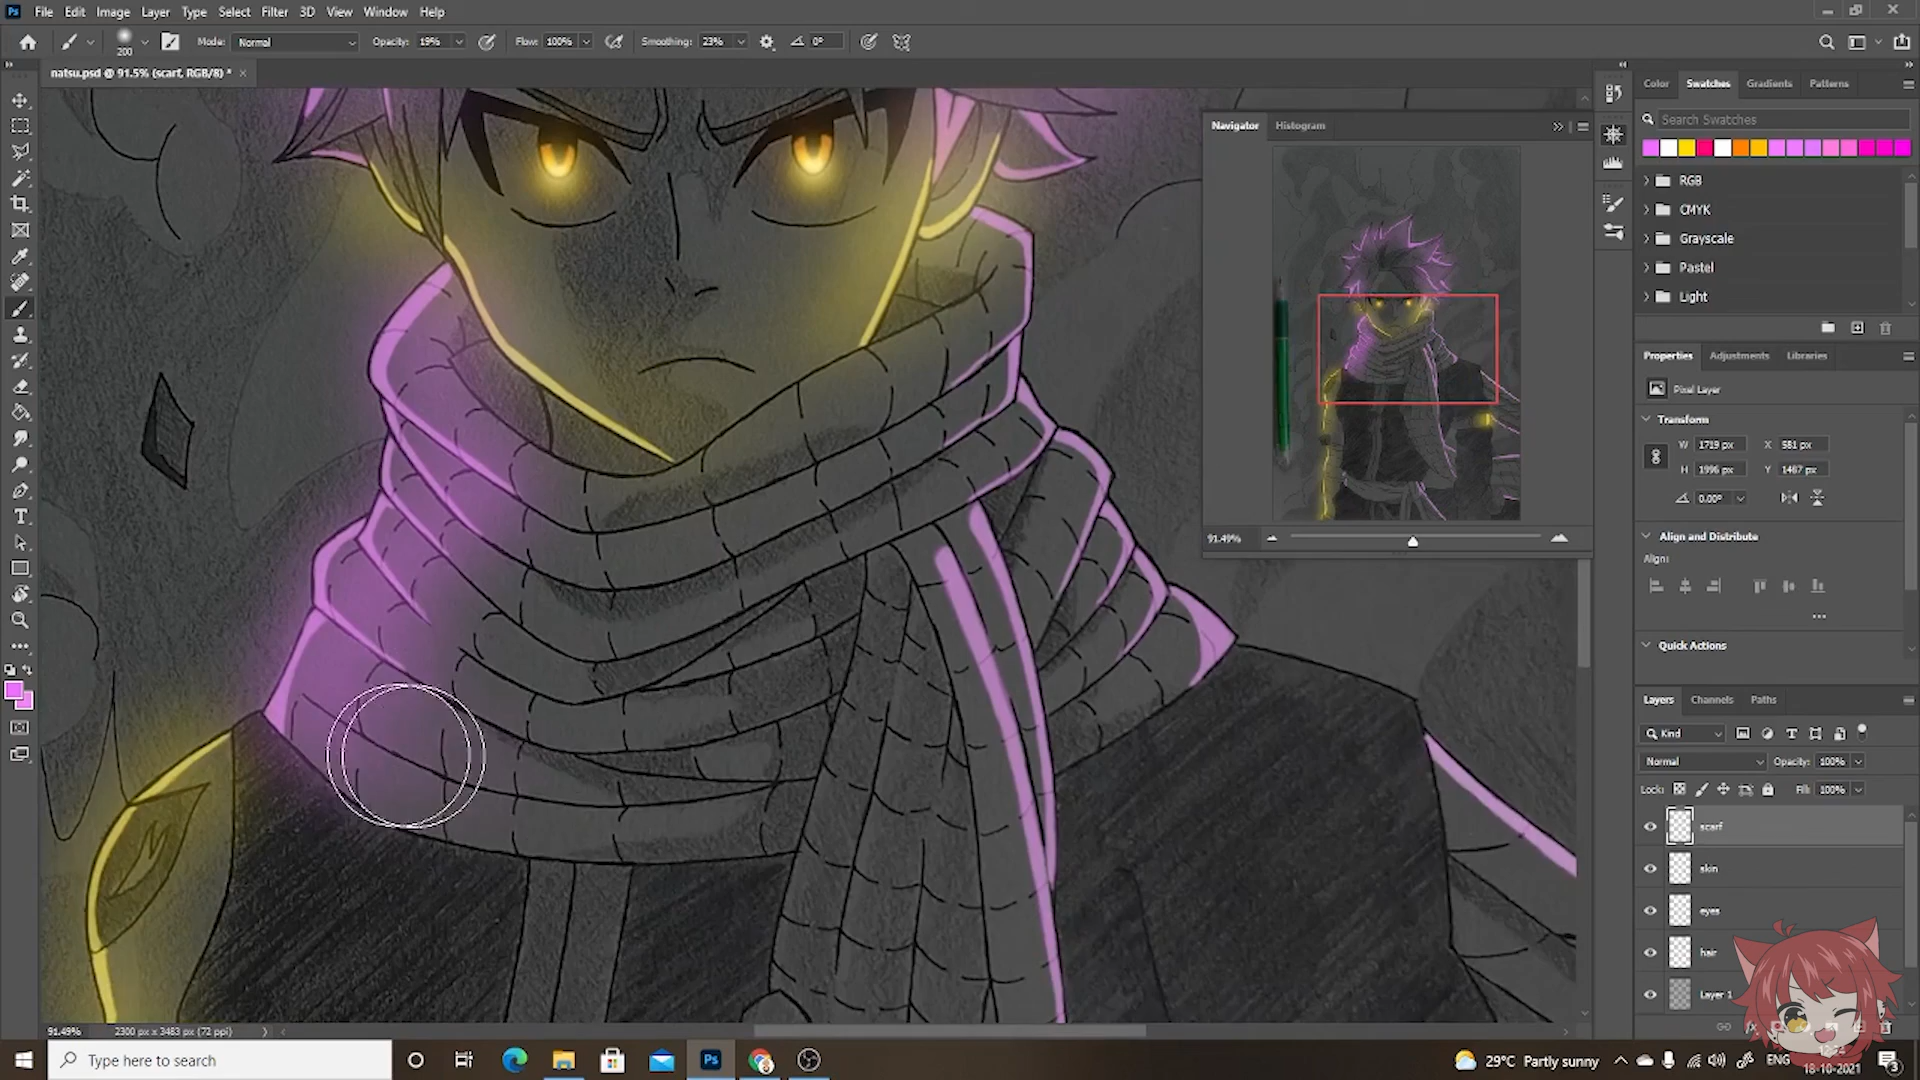 Ps File Edit Image Layer Type Select Filter 3D View Window Help
200 Mode: Normal Opacity: 19% Flow: 100% Smoothing: 23% 0°
natsu.psd @ 91.5% (scarf, RGB/8) * ×
Color Swatches Gradients Patterns
Search Swatches
RGB
CMYK
Grayscale
Pastel
Light
Navigator Histogram
91.49%
Properties Adjustments Libraries
Pixel Layer
Transform
W 1719 px X 581 px
H 1996 px Y 1487 px
0.00°
Align and Distribute
Align:
Quick Actions
Layers Channels Paths
Kind
Normal Opacity: 100%
Lock: Fill: 100%
scarf
skin
eyes
hair
Layer 1
91.49% 2300 px x 3483 px (72 ppi)
Type here to search
Ps
29°C Partly sunny
ENG
18-10-2021
3